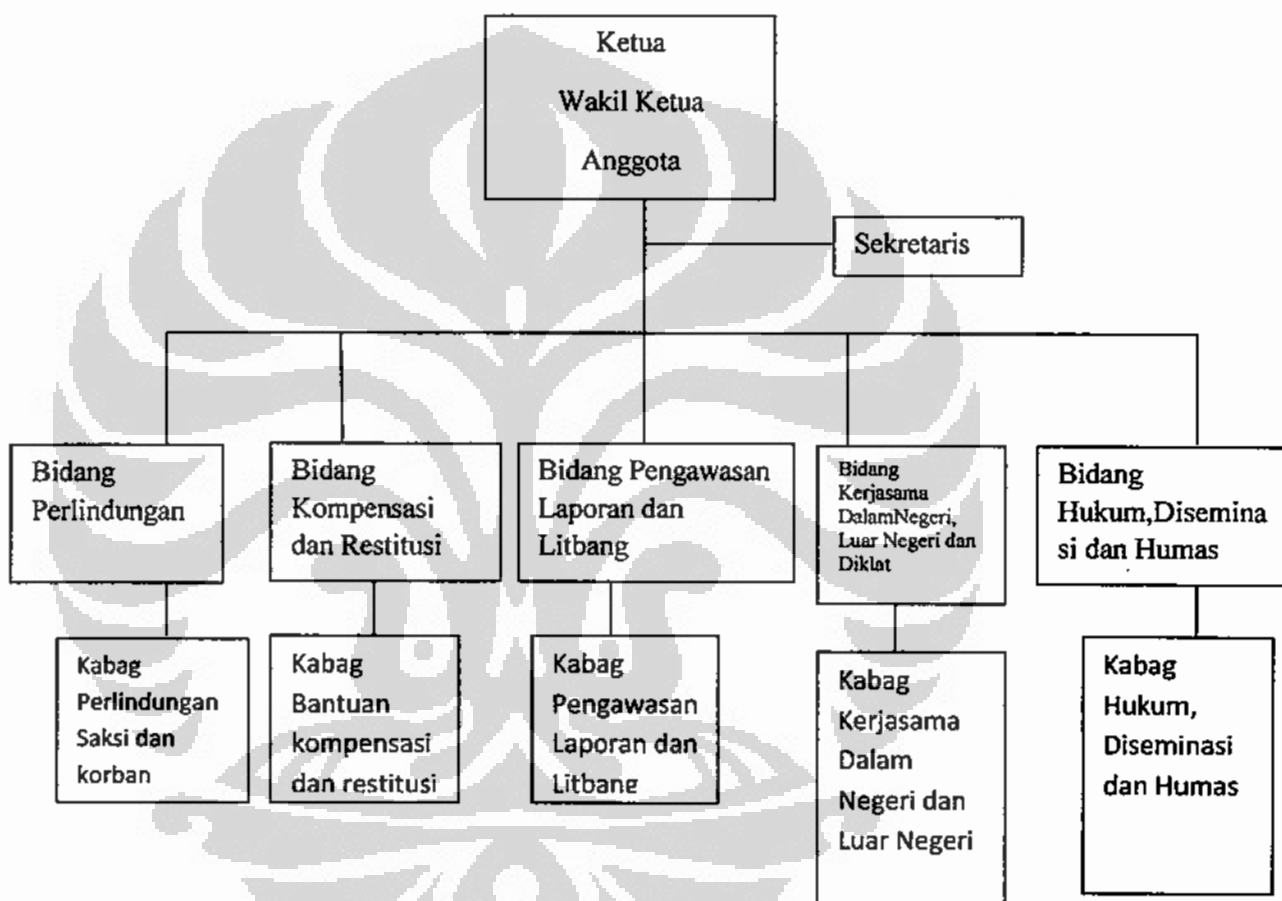 Ketua
Wakil Ketua
Anggota
Sekretaris
Bidang
Perlindungan
Bidang
Kompensasi
dan Restitusi
Bidang Pengawasan
Laporan dan
Litbang
Bidang
Kerjasama
DalamNegeri,
Luar Negeri dan
Diklat
Bidang
Hukum,Disemina
si dan Humas
Kabag
Perlindungan
Saksi dan
korban
Kabag
Bantuan
kompensasi
dan restitusi
Kabag
Pengawasan
Laporan dan
Litbang
Kabag
Kerjasama
Dalam
Negeri dan
Luar Negeri
Kabag
Hukum,
Diseminasi
dan Humas